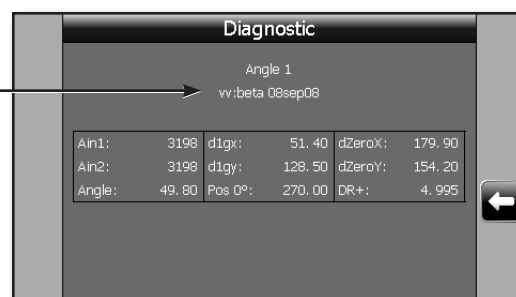 Diagnostic
Angle 1
vv:beta 08sep08
Ain1: 3198 d1gx: 51.40 dZeroX: 179.90
Ain2: 3198 d1gy: 128.50 dZeroY: 154.20
Angle: 49.80 Pos 0º: 270.00 DR+: 4.995